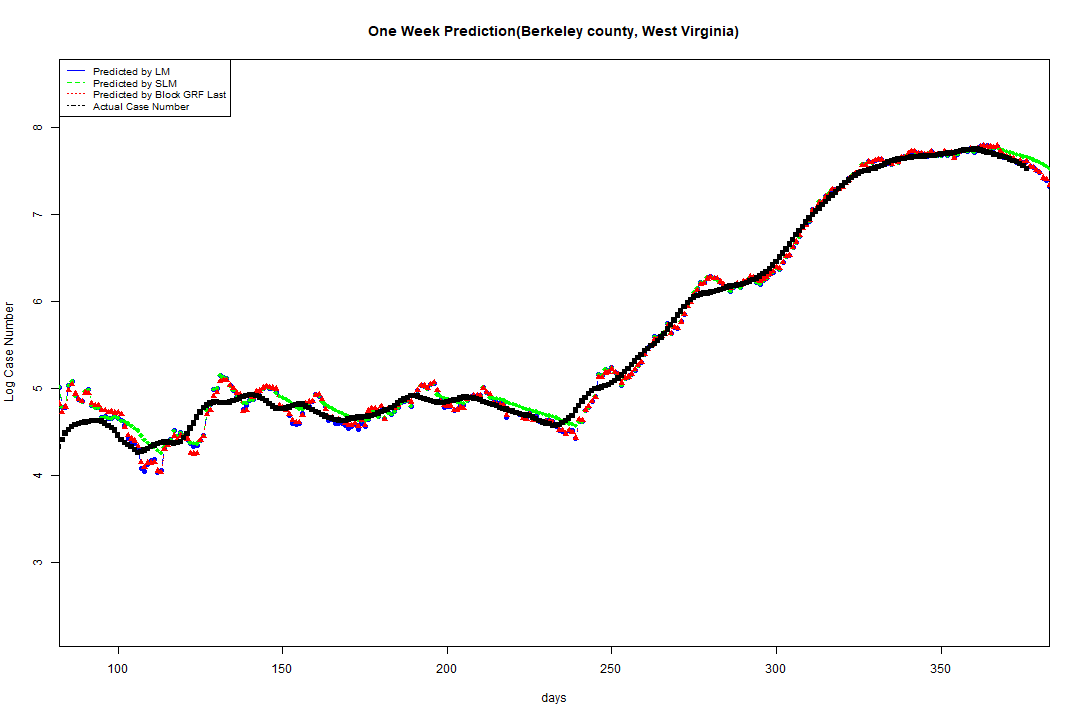 One Week Prediction(Berkeley county, West Virginia)
Predicted by LM
Predicted by SLM
Predicted by Block GRF Last
Actual Case Number
Log Case Number
8
7
6
5
4
3
100 150 200 250 300 350
days